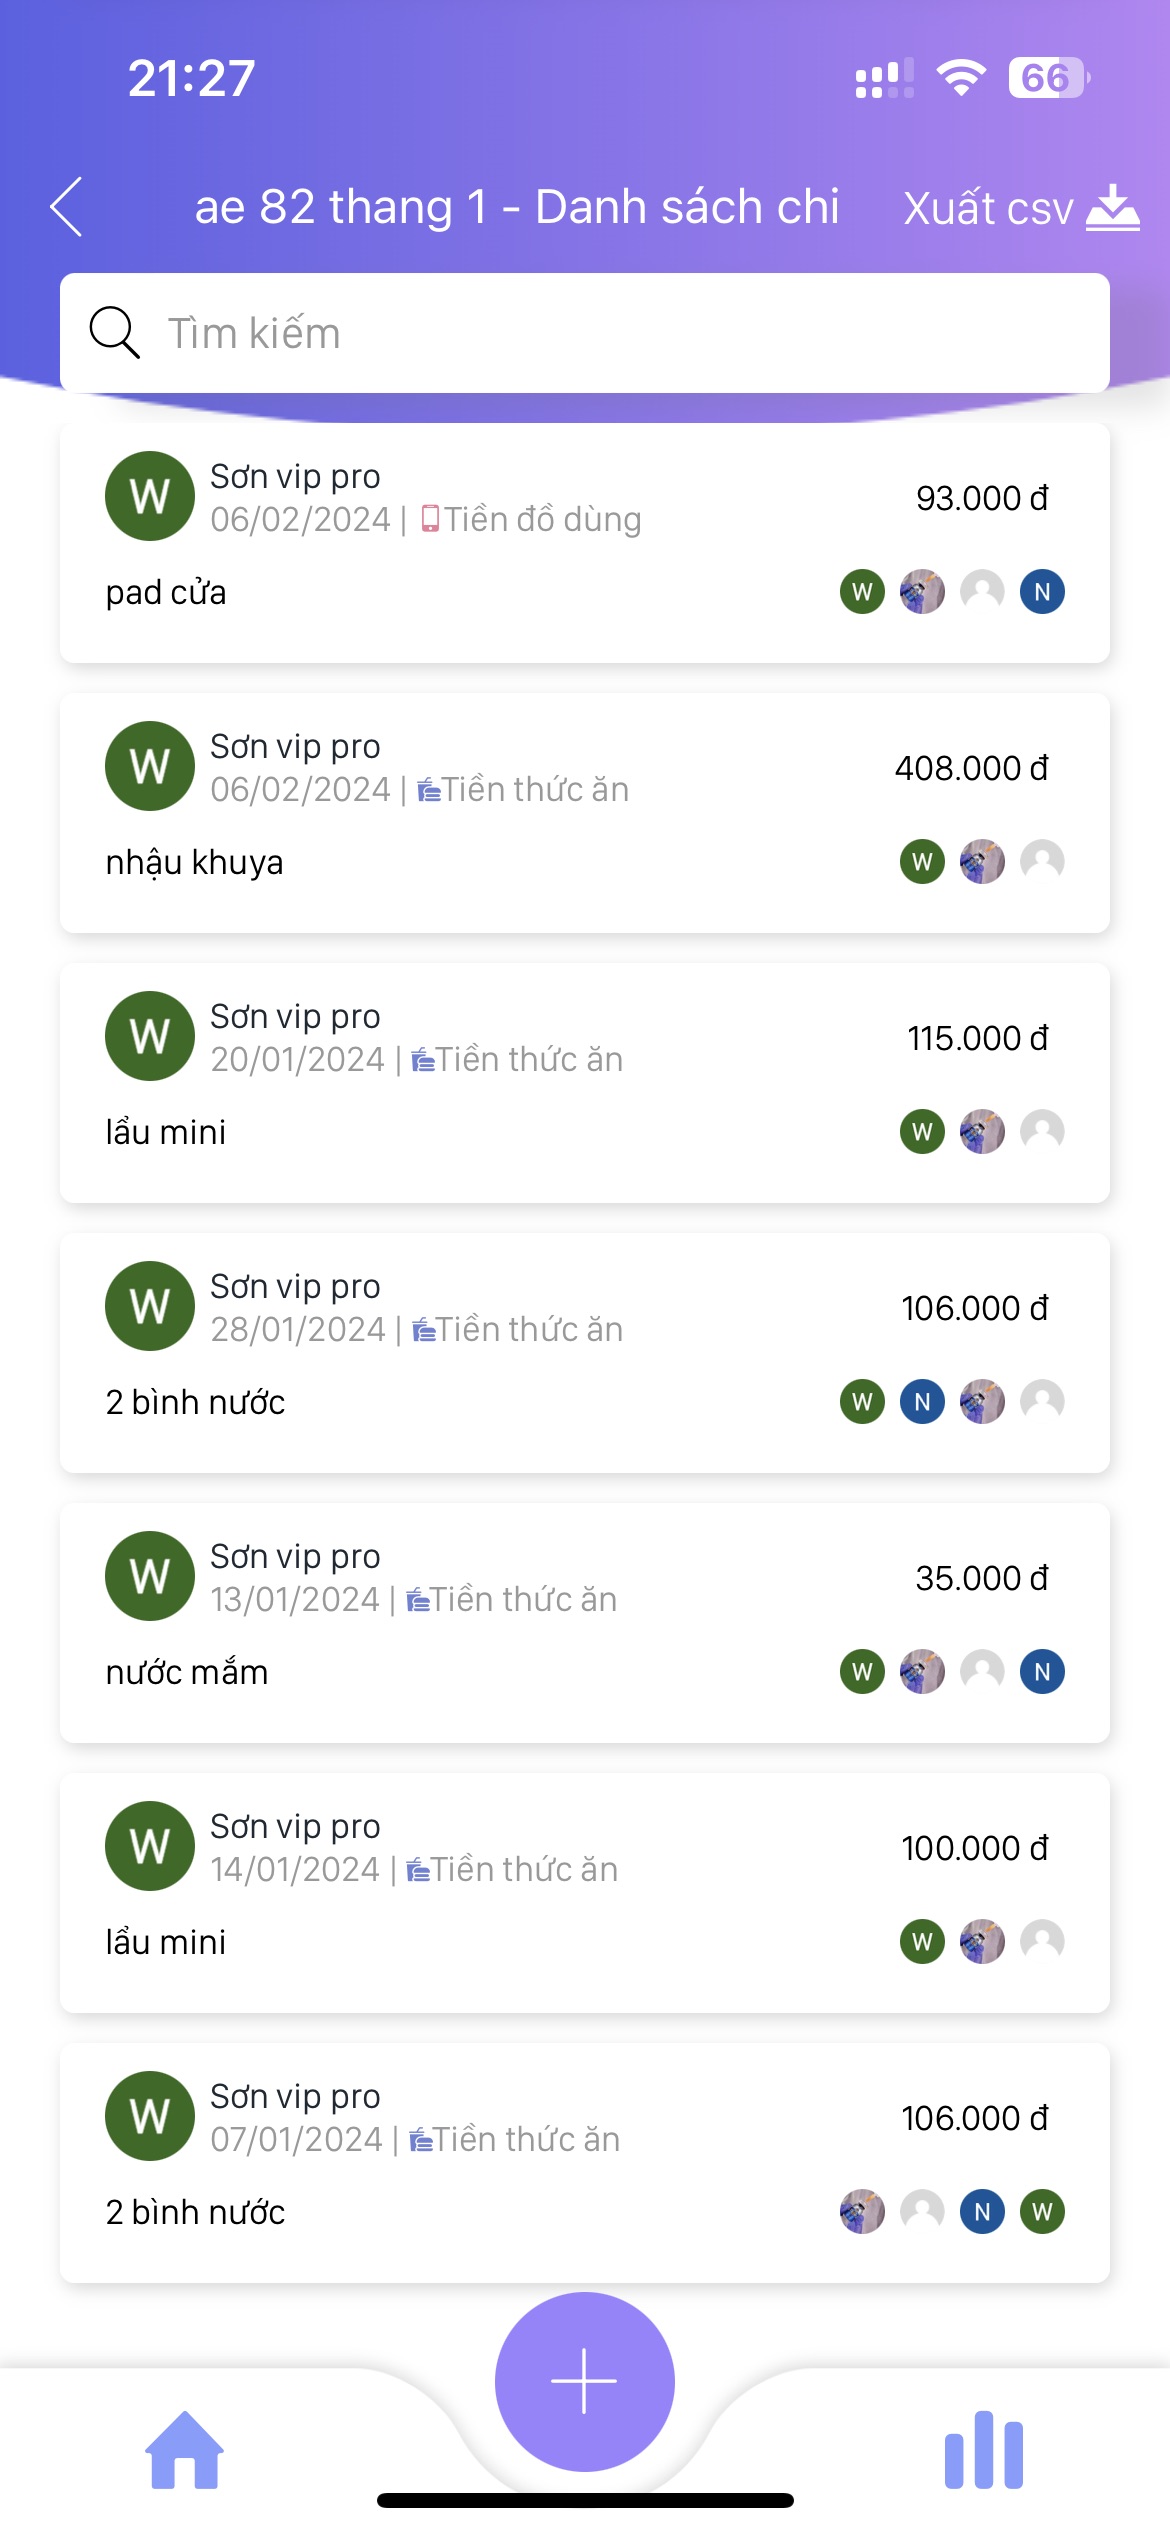 21:27
66
ae 82 thang 1 - Danh sách chi
Xuất csv
Tìm kiếm
W
Sơn vip pro
06/02/2024 | Tiền đồ dùng
93.000 đ
pad cửa
W N
W
Sơn vip pro
06/02/2024 | Tiền thức ăn
408.000 đ
nhậu khuya
W
W
Sơn vip pro
20/01/2024 | Tiền thức ăn
115.000 đ
lẩu mini
W
W
Sơn vip pro
28/01/2024 | Tiền thức ăn
106.000 đ
2 bình nước
W N
W
Sơn vip pro
13/01/2024 | Tiền thức ăn
35.000 đ
nước mắm
W N
W
Sơn vip pro
14/01/2024 | Tiền thức ăn
100.000 đ
lẩu mini
W
W
Sơn vip pro
07/01/2024 | Tiền thức ăn
106.000 đ
2 bình nước
N W